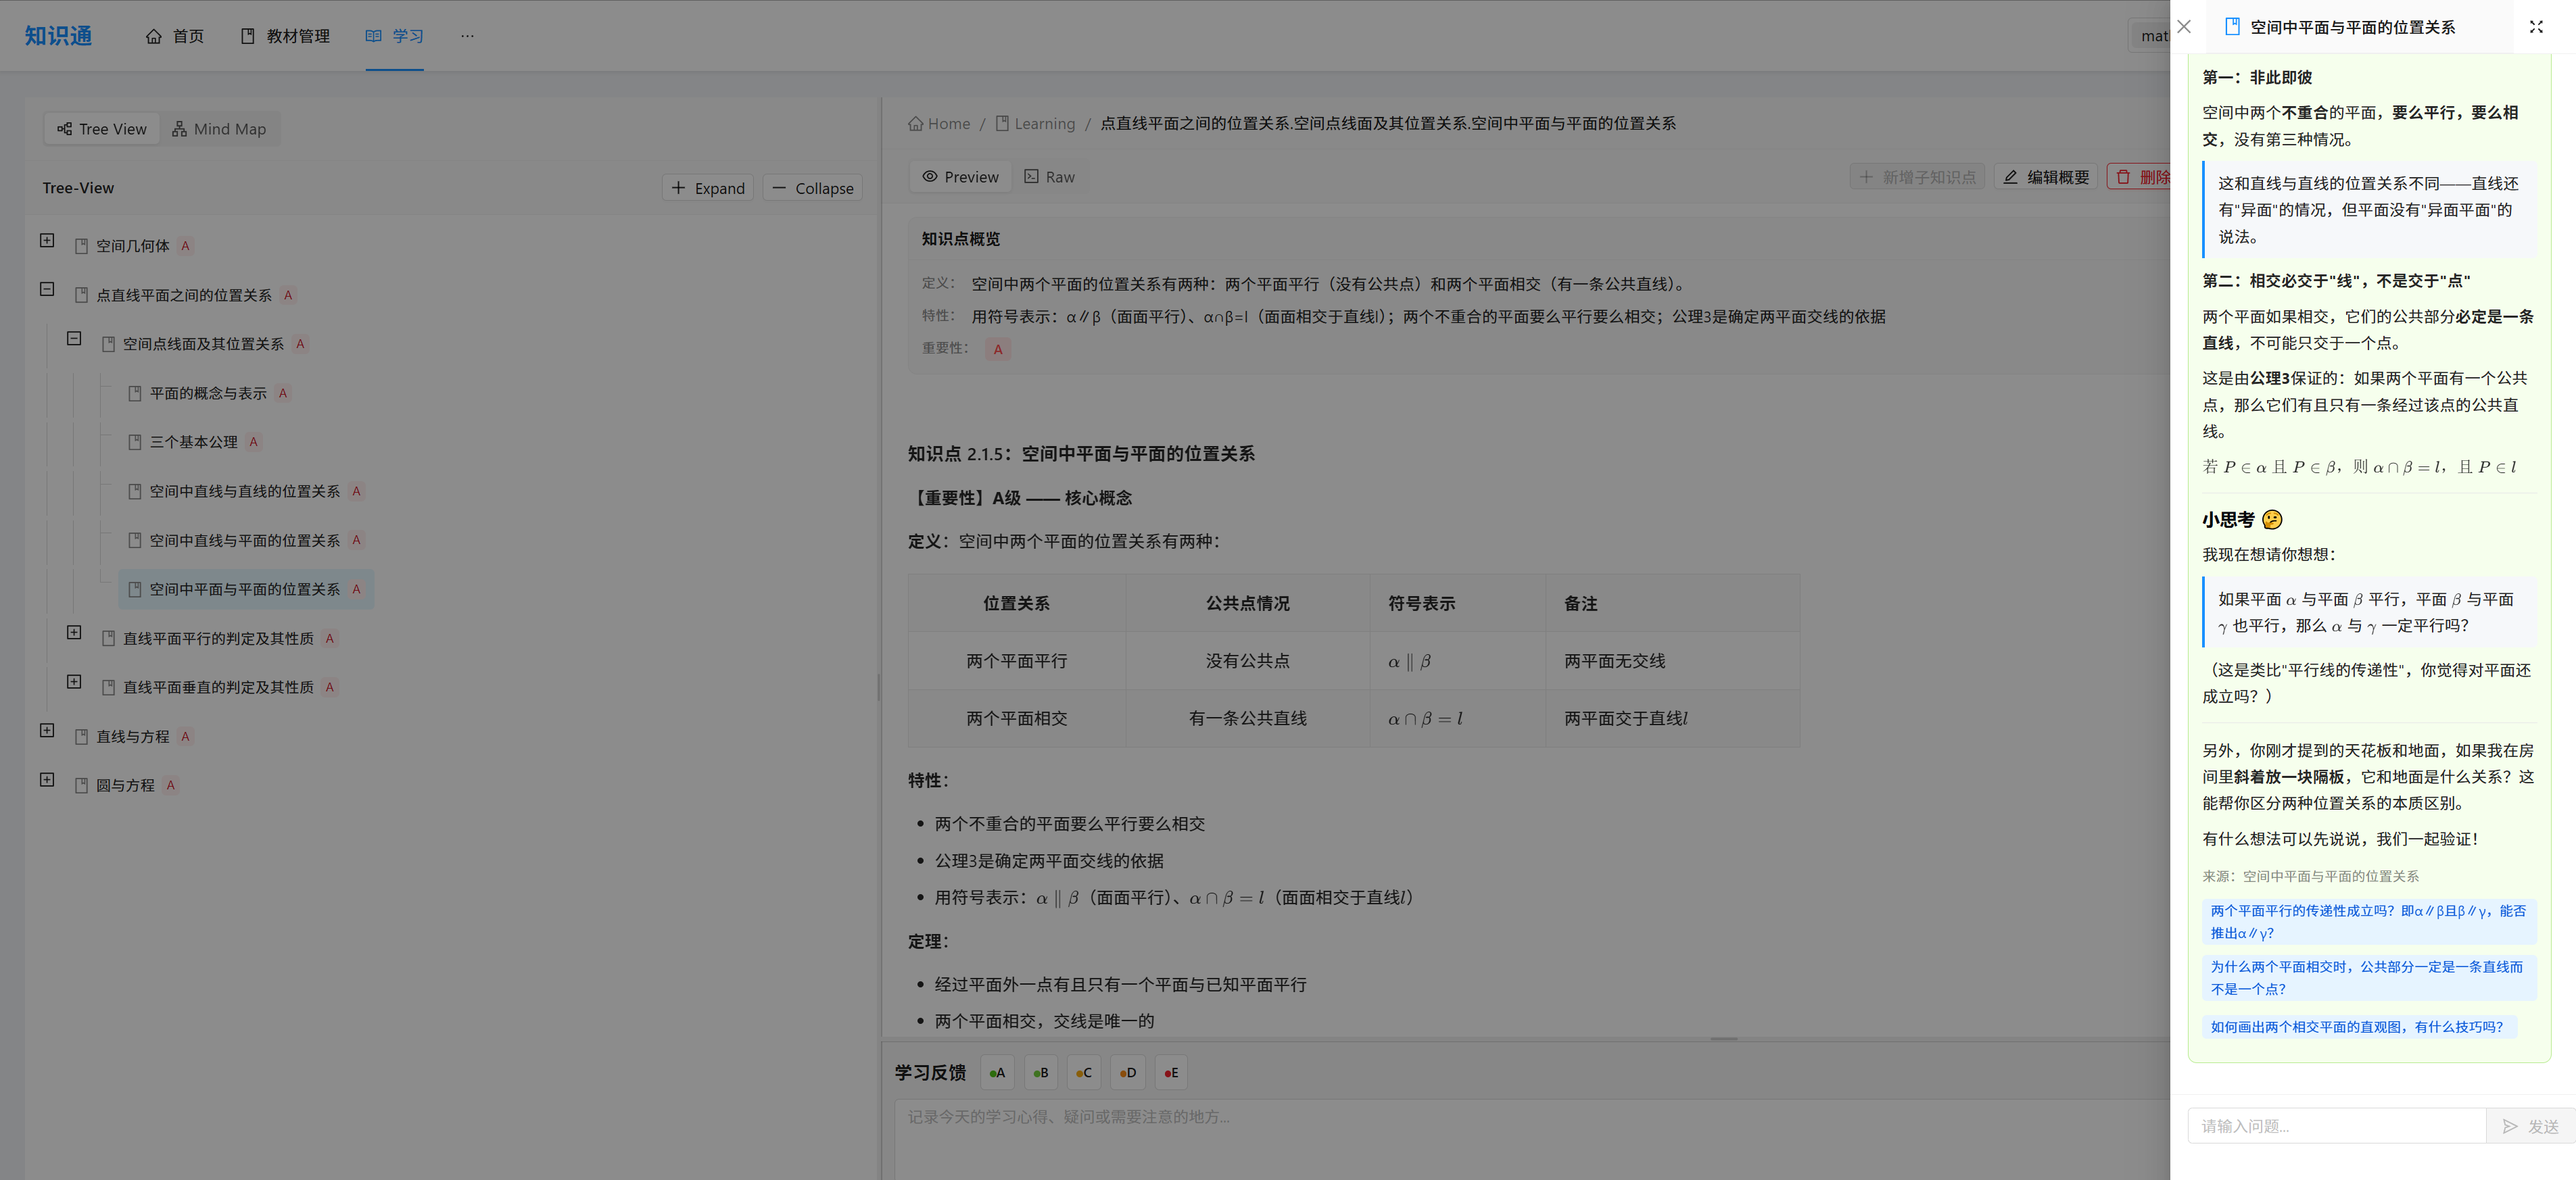 知识通
首页
教材管理
学习
···
mat
Tree View
Mind Map
Tree-View
Expand
Collapse
空间几何体 A
点直线平面之间的位置关系 A
空间点线面及其位置关系 A
平面的概念与表示 A
三个基本公理 A
空间中直线与直线的位置关系 A
空间中直线与平面的位置关系 A
空间中平面与平面的位置关系 A
直线平面平行的判定及其性质 A
直线平面垂直的判定及其性质 A
直线与方程 A
圆与方程 A
Home / Learning / 点直线平面之间的位置关系.空间点线面及其位置关系.空间中平面与平面的位置关系
Preview
Raw
新增子知识点
编辑概要
删除
知识点概览
定义： 空间中两个平面的位置关系有两种：两个平面平行（没有公共点）和两个平面相交（有一条公共直线）。
特性： 用符号表示：α∥β（面面平行）、α∩β=l（面面相交于直线l）；两个不重合的平面要么平行要么相交；公理3是确定两平面交线的依据
重要性： A
知识点 2.1.5：空间中平面与平面的位置关系
【重要性】A级 —— 核心概念
定义：空间中两个平面的位置关系有两种：
位置关系 公共点情况 符号表示 备注
两个平面平行 没有公共点 α ∥ β 两平面无交线
两个平面相交 有一条公共直线 α ∩ β = l 两平面交于直线l
特性：
• 两个不重合的平面要么平行要么相交
• 公理3是确定两平面交线的依据
• 用符号表示：α ∥ β（面面平行）、α ∩ β = l（面面相交于直线l）
定理：
• 经过平面外一点有且只有一个平面与已知平面平行
• 两个平面相交，交线是唯一的
学习反馈
A
B
C
D
E
记录今天的学习心得、疑问或需要注意的地方...
空间中平面与平面的位置关系
第一：非此即彼
空间中两个不重合的平面，要么平行，要么相
交，没有第三种情况。
这和直线与直线的位置关系不同——直线还
有"异面"的情况，但平面没有"异面平面"的
说法。
第二：相交必交于"线"，不是交于"点"
两个平面如果相交，它们的公共部分必定是一条
直线，不可能只交于一个点。
这是由公理3保证的：如果两个平面有一个公共
点，那么它们有且只有一条经过该点的公共直
线。
若 P ∈ α 且 P ∈ β，则 α ∩ β = l，且 P ∈ l
小思考 🤔
我现在想请你想想：
如果平面 α 与平面 β 平行，平面 β 与平面
γ 也平行，那么 α 与 γ 一定平行吗？
（这是类比"平行线的传递性"，你觉得对平面还
成立吗？）
另外，你刚才提到的天花板和地面，如果我在房
间里斜着放一块隔板，它和地面是什么关系？这
能帮你区分两种位置关系的本质区别。
有什么想法可以先说说，我们一起验证！
来源：空间中平面与平面的位置关系
两个平面平行的传递性成立吗？即α∥β且β∥γ，能否
推出α∥γ？
为什么两个平面相交时，公共部分一定是一条直线而
不是一个点？
如何画出两个相交平面的直观图，有什么技巧吗？
请输入问题...
发送